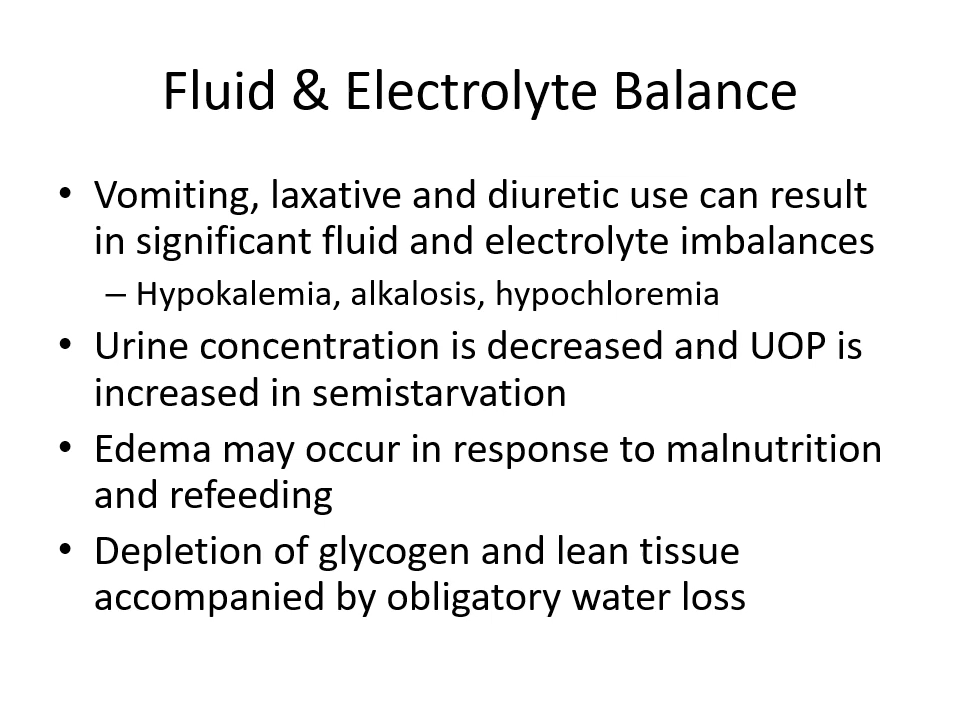 Fluid & Electrolyte Balance
• Vomiting, laxative and diuretic use can result
in significant fluid and electrolyte imbalances
– Hypokalemia, alkalosis, hypochloremia
• Urine concentration is decreased and UOP is
increased in semistarvation
• Edema may occur in response to malnutrition
and refeeding
• Depletion of glycogen and lean tissue
accompanied by obligatory water loss